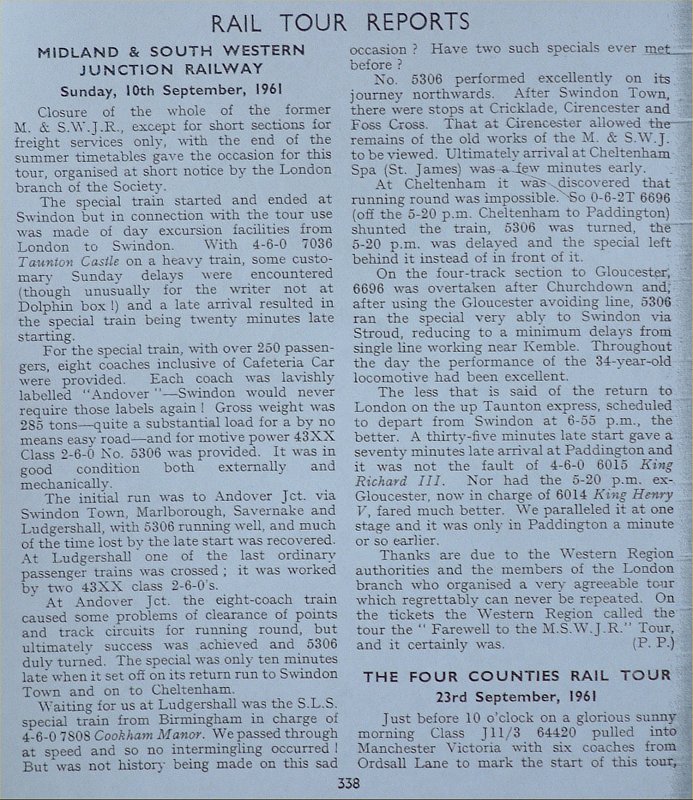 RAIL TOUR REPORTS
MIDLAND & SOUTH WESTERN
JUNCTION RAILWAY
Sunday, 10th September, 1961
Closure of the whole of the former
M. & S.W.J.R., except for short sections for
freight services only, with the end of the
summer timetables gave the occasion for this
tour, organised at short notice by the London
branch of the Society.
The special train started and ended at
Swindon but in connection with the tour use
was made of day excursion facilities from
London to Swindon. With 4-6-0 7036
Taunton Castle on a heavy train, some custo-
mary Sunday delays were encountered
(though unusually for the writer not at
Dolphin box !) and a late arrival resulted in
the special train being twenty minutes late
starting.
For the special train, with over 250 passen-
gers, eight coaches inclusive of Cafeteria Car
were provided. Each coach was lavishly
labelled "Andover"—Swindon would never
require those labels again ! Gross weight was
285 tons—quite a substantial load for a by no
means easy road—and for motive power 43XX
Class 2-6-0 No. 5306 was provided. It was in
good condition both externally and
mechanically.
The initial run was to Andover Jct. via
Swindon Town, Marlborough, Savernake and
Ludgershall, with 5306 running well, and much
of the time lost by the late start was recovered.
At Ludgershall one of the last ordinary
passenger trains was crossed ; it was worked
by two 43XX class 2-6-0's.
At Andover Jct. the eight-coach train
caused some problems of clearance of points
and track circuits for running round, but
ultimately success was achieved and 5306
duly turned. The special was only ten minutes
late when it set off on its return run to Swindon
Town and on to Cheltenham.
Waiting for us at Ludgershall was the S.L.S.
special train from Birmingham in charge of
4-6-0 7808 Cookham Manor. We passed through
at speed and so no intermingling occurred !
But was not history being made on this sad
occasion ? Have two such specials ever met
before ?
No. 5306 performed excellently on its
journey northwards. After Swindon Town,
there were stops at Cricklade, Cirencester and
Foss Cross. That at Cirencester allowed the
remains of the old works of the M. & S.W.J.
to be viewed. Ultimately arrival at Cheltenham
Spa (St. James) was a few minutes early.
At Cheltenham it was discovered that
running round was impossible. So 0-6-2T 6696
(off the 5-20 p.m. Cheltenham to Paddington)
shunted the train, 5306 was turned, the
5-20 p.m. was delayed and the special left
behind it instead of in front of it.
On the four-track section to Gloucester,
6696 was overtaken after Churchdown and,
after using the Gloucester avoiding line, 5306
ran the special very ably to Swindon via
Stroud, reducing to a minimum delays from
single line working near Kemble. Throughout
the day the performance of the 34-year-old
locomotive had been excellent.
The less that is said of the return to
London on the up Taunton express, scheduled
to depart from Swindon at 6-55 p.m., the
better. A thirty-five minutes late start gave a
seventy minutes late arrival at Paddington and
it was not the fault of 4-6-0 6015 King
Richard III. Nor had the 5-20 p.m. ex-
Gloucester, now in charge of 6014 King Henry
V, fared much better. We paralleled it at one
stage and it was only in Paddington a minute
or so earlier.
Thanks are due to the Western Region
authorities and the members of the London
branch who organised a very agreeable tour
which regrettably can never be repeated. On
the tickets the Western Region called the
tour the " Farewell to the M.S.W.J.R." Tour,
and it certainly was. (P. P.)
THE FOUR COUNTIES RAIL TOUR
23rd September, 1961
Just before 10 o'clock on a glorious sunny
morning Class J11/3 64420 pulled into
Manchester Victoria with six coaches from
Ordsall Lane to mark the start of this tour,
338